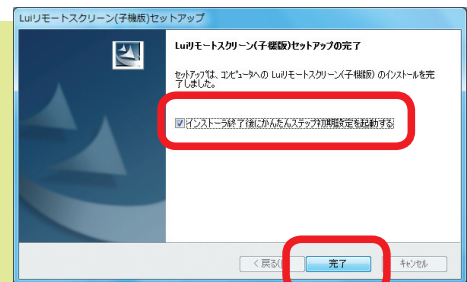 Luiリモートスクリーン(子機版)セットアップ
Luiリモートスクリーン(子機版)セットアップの完了
セットアップは、コンピュータへの Luiリモートスクリーン(子機版) のインストールを完
了しました。
インストーラ終了後にかんたんステップ初期設定を起動する
< 戻る(
完了
キャンセル